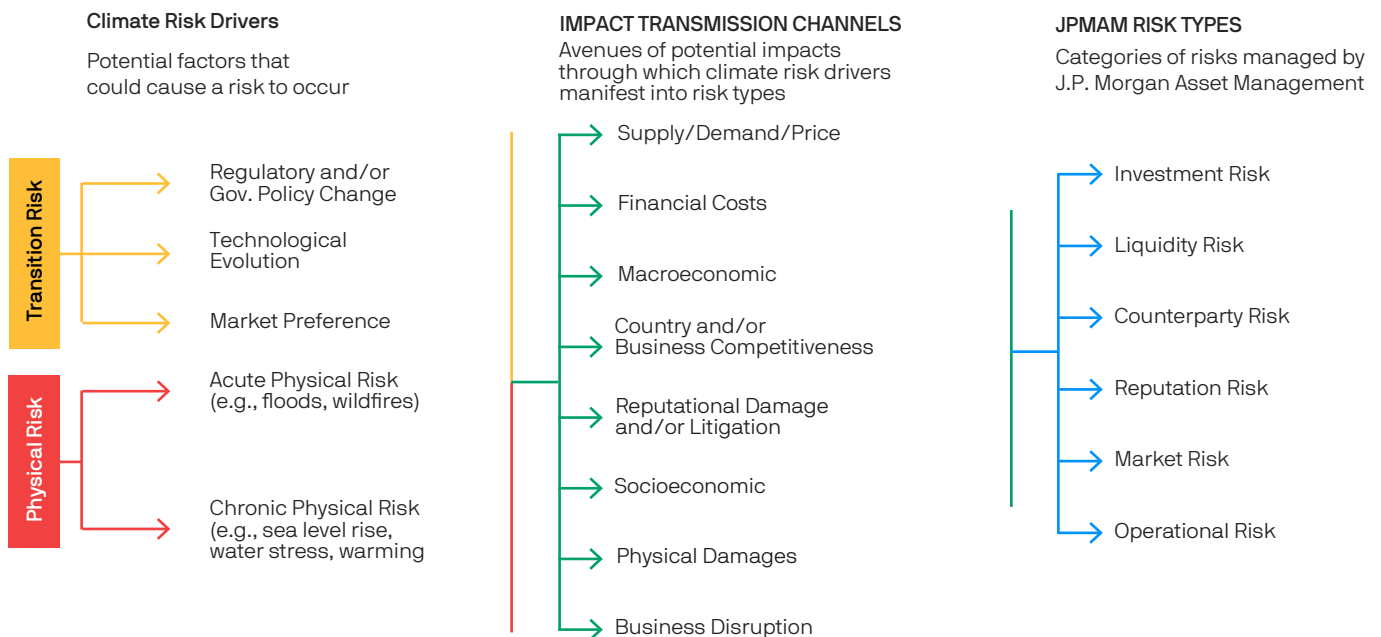 Climate Risk Drivers
Potential factors that
could cause a risk to occur
Transition Risk
Regulatory and/or
Gov. Policy Change
Technological
Evolution
Market Preference
Physical Risk
Acute Physical Risk
(e.g., floods, wildfires)
Chronic Physical Risk
(e.g., sea level rise,
water stress, warming
IMPACT TRANSMISSION CHANNELS
Avenues of potential impacts
through which climate risk drivers
manifest into risk types
Supply/Demand/Price
Financial Costs
Macroeconomic
Country and/or
Business Competitiveness
Reputational Damage
and/or Litigation
Socioeconomic
Physical Damages
Business Disruption
JPMAM RISK TYPES
Categories of risks managed by
J.P. Morgan Asset Management
Investment Risk
Liquidity Risk
Counterparty Risk
Reputation Risk
Market Risk
Operational Risk